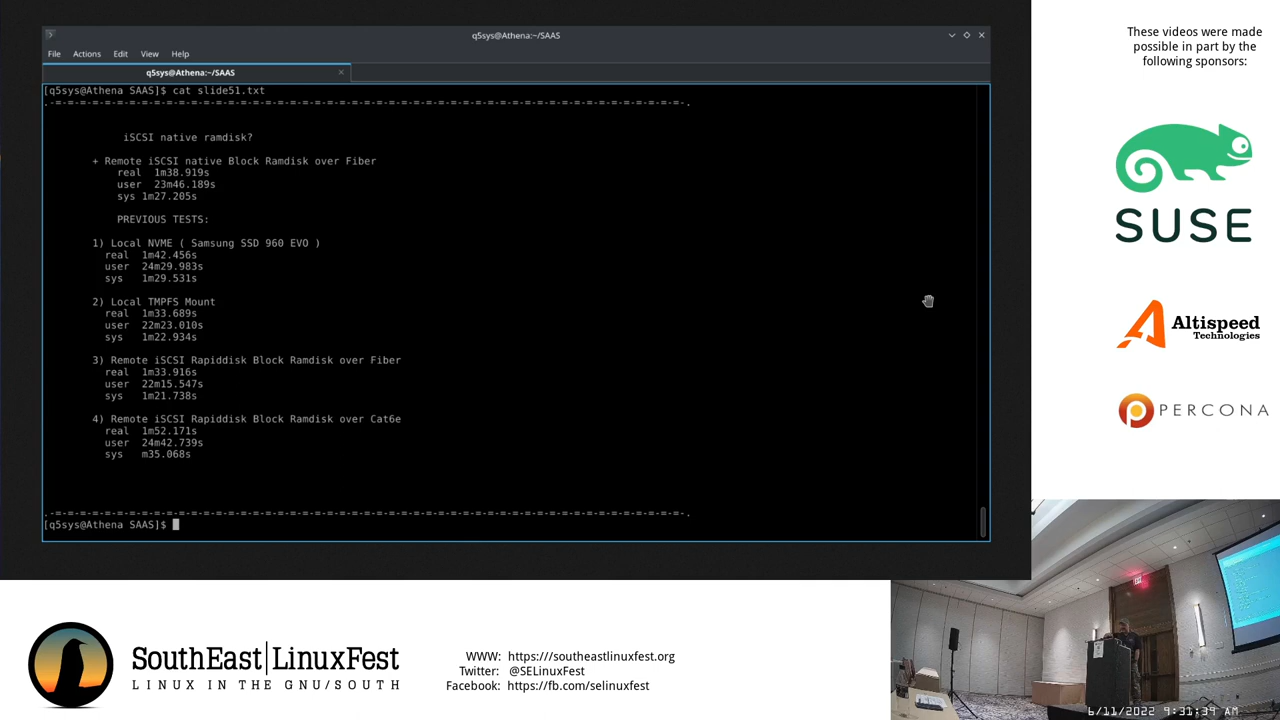 q5sys@Athena:~/SAAS
File Actions Edit View Help
q5sys@Athena:~/SAAS
[q5sys@Athena SAAS]$ cat slide51.txt
.-=-=-=-=-=-=-=-=-=-=-=-=-=-=-=-=-=-=-=-=-=-=-=-=-=-=-=-=-=-=-=-=-=-=-=-=-=-=-=-=-=-=-=-=-=-=-=-=-=-=-=-=-.
iSCSI native ramdisk?
+ Remote iSCSI native Block Ramdisk over Fiber
real 1m38.919s
user 23m46.189s
sys 1m27.205s
PREVIOUS TESTS:
1) Local NVME ( Samsung SSD 960 EVO )
real 1m42.456s
user 24m29.983s
sys 1m29.531s
2) Local TMPFS Mount
real 1m33.689s
user 22m23.010s
sys 1m22.934s
3) Remote iSCSI Rapiddisk Block Ramdisk over Fiber
real 1m33.916s
user 22m15.547s
sys 1m21.738s
4) Remote iSCSI Rapiddisk Block Ramdisk over Cat6e
real 1m52.171s
user 24m42.739s
sys m35.068s
.-=-=-=-=-=-=-=-=-=-=-=-=-=-=-=-=-=-=-=-=-=-=-=-=-=-=-=-=-=-=-=-=-=-=-=-=-=-=-=-=-=-=-=-=-=-=-=-=-=-=-=-=-.
[q5sys@Athena SAAS]$
These videos were made
possible in part by the
following sponsors:
SUSE
Altispeed
Technologies
PERCONA
SouthEast LinuxFest
LINUX IN THE GNU/SOUTH
WWW: https:///southeastlinuxfest.org
Twitter: @SELinuxFest
Facebook: https://fb.com/selinuxfest
6/11/2022 9:31:39 AM